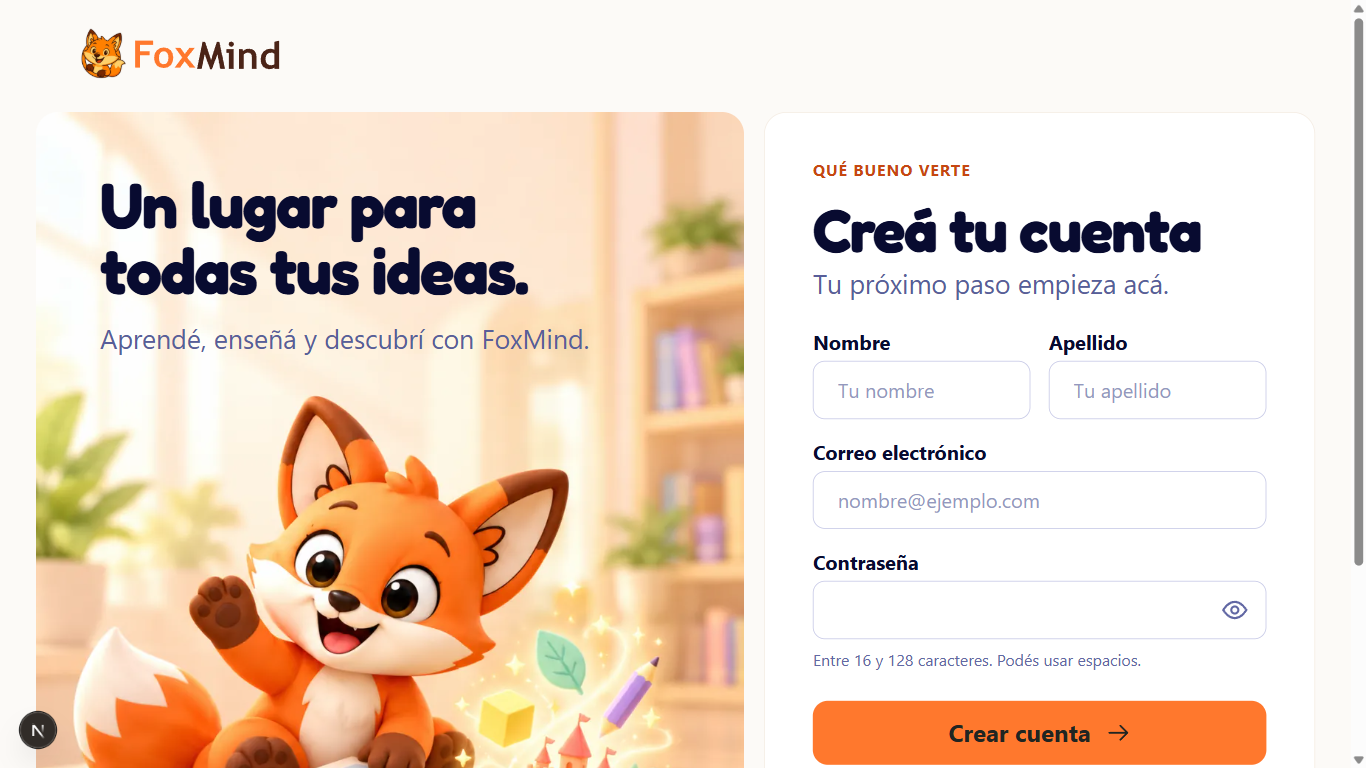 FoxMind
Un lugar para
todas tus ideas.
Aprendé, enseñá y descubrí con FoxMind.
QUÉ BUENO VERTE
Creá tu cuenta
Tu próximo paso empieza acá.
Nombre
Apellido
Tu nombre
Tu apellido
Correo electrónico
nombre@ejemplo.com
Contraseña
Entre 16 y 128 caracteres. Podés usar espacios.
Crear cuenta
N